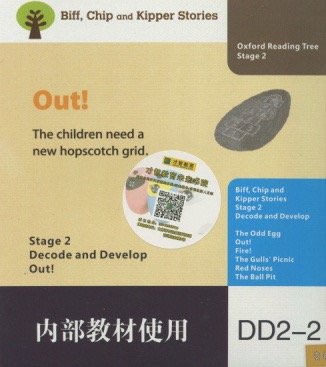 Biff, Chip and Kipper Stories
Oxford Reading Tree
Stage 2
Out!
The children need a
new hopscotch grid.
Biff, Chip and
Kipper Stories
Stage 2
Decode and Develop
The Odd Egg
Out!
Fire!
The Gulls' Picnic
Red Noses
The Ball Pit
Stage 2
Decode and Develop
Out!
内部教材使用
DD2-2